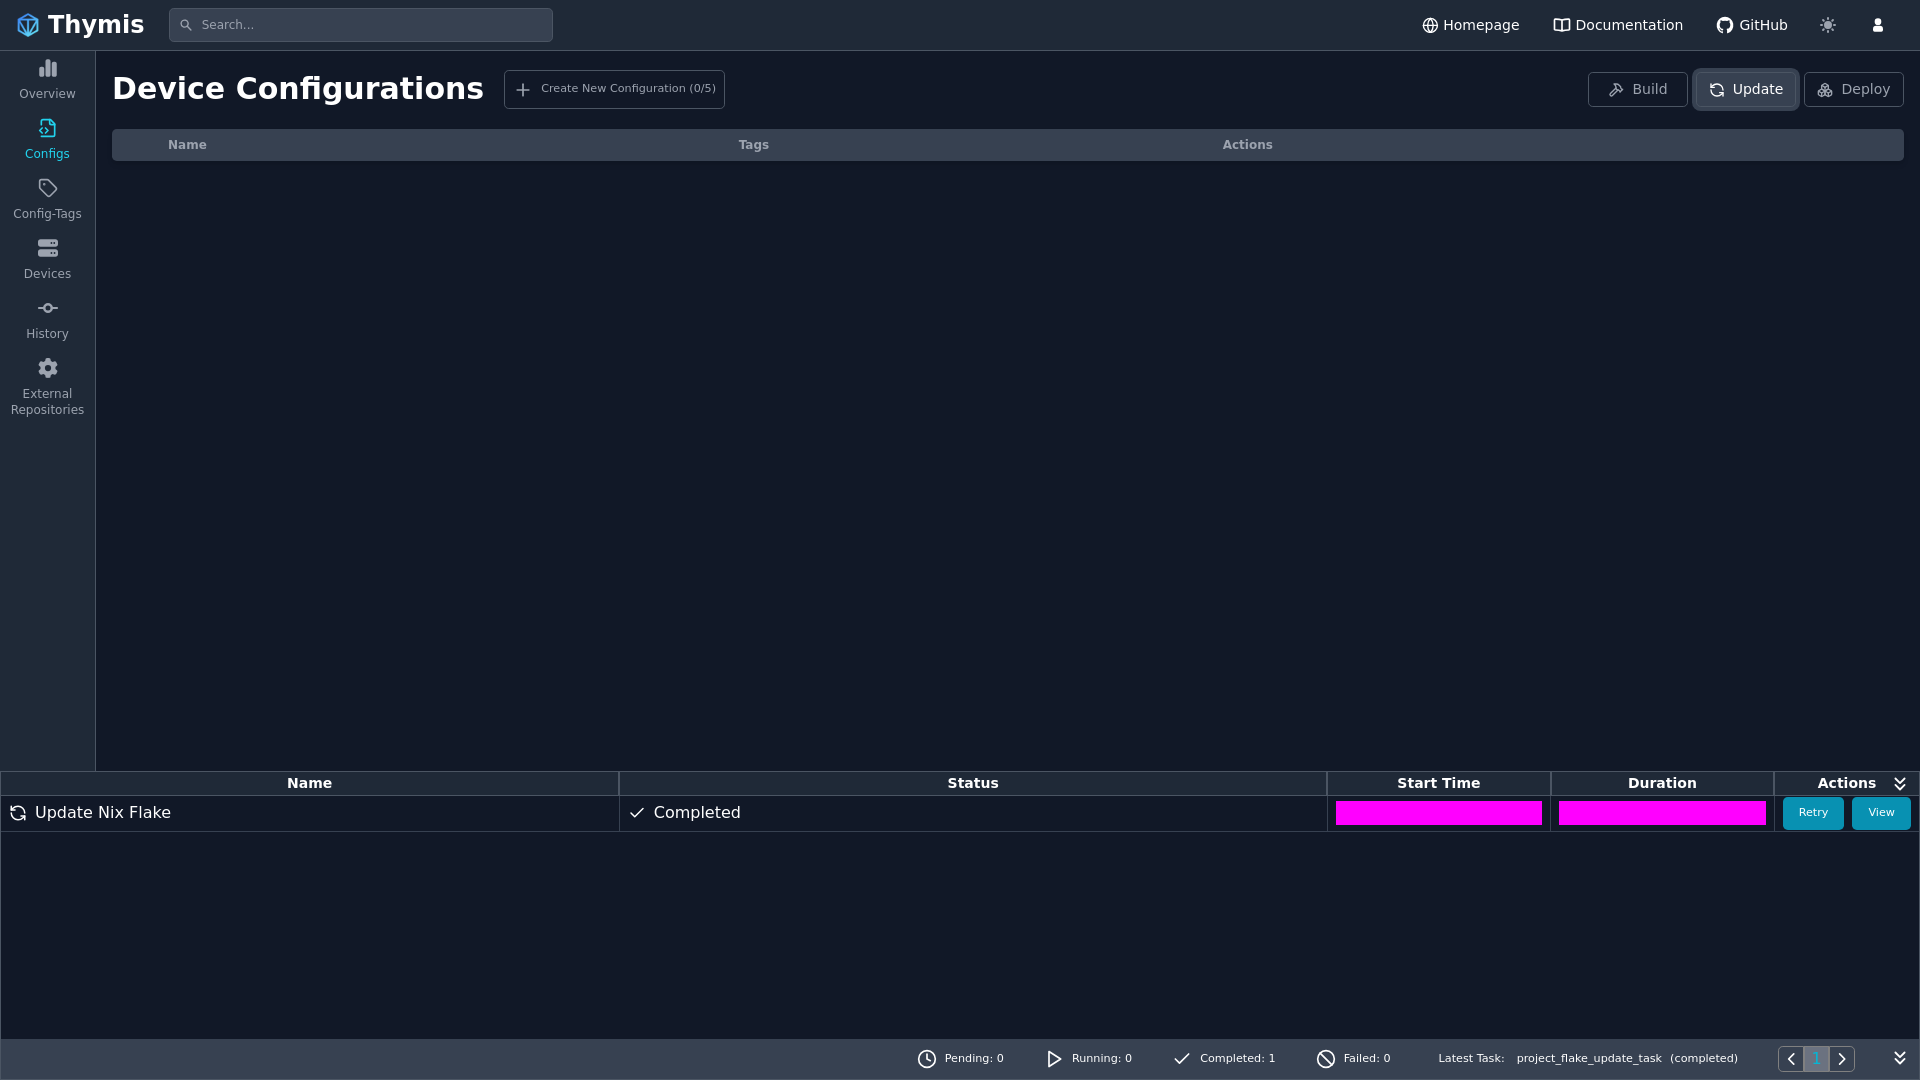 Thymis
Search...
Homepage
Documentation
GitHub
Overview
Configs
Config-Tags
Devices
History
External
Repositories
Device Configurations
Create New Configuration (0/5)
Build
Update
Deploy
Name Tags Actions
Name Status Start Time Duration Actions
Update Nix Flake Completed Retry View
Pending: 0 Running: 0 Completed: 1 Failed: 0 Latest Task: project_flake_update_task (completed) 1